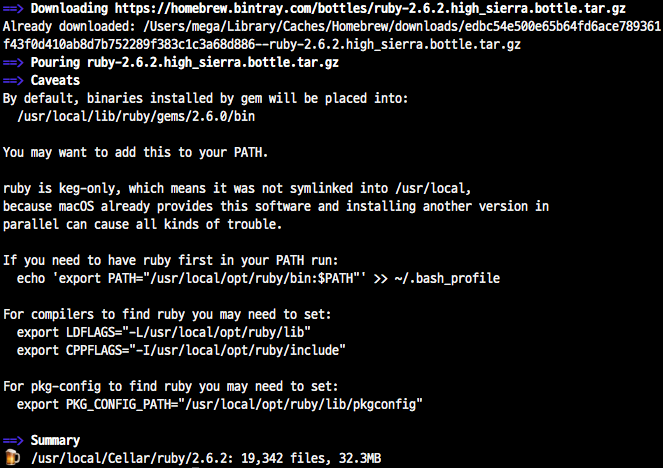 ==> Downloading https://homebrew.bintray.com/bottles/ruby-2.6.2.high_sierra.bottle.tar.gz
Already downloaded: /Users/mega/Library/Caches/Homebrew/downloads/edbc54e500e65b64fd6ace789361
f43f0d410ab8d7b752289f383c1c3a68d886--ruby-2.6.2.high_sierra.bottle.tar.gz
==> Pouring ruby-2.6.2.high_sierra.bottle.tar.gz
==> Caveats
By default, binaries installed by gem will be placed into:
  /usr/local/lib/ruby/gems/2.6.0/bin

You may want to add this to your PATH.

ruby is keg-only, which means it was not symlinked into /usr/local,
because macOS already provides this software and installing another version in
parallel can cause all kinds of trouble.

If you need to have ruby first in your PATH run:
  echo 'export PATH="/usr/local/opt/ruby/bin:$PATH"' >> ~/.bash_profile

For compilers to find ruby you may need to set:
  export LDFLAGS="-L/usr/local/opt/ruby/lib"
  export CPPFLAGS="-I/usr/local/opt/ruby/include"

For pkg-config to find ruby you may need to set:
  export PKG_CONFIG_PATH="/usr/local/opt/ruby/lib/pkgconfig"

==> Summary
🍺  /usr/local/Cellar/ruby/2.6.2: 19,342 files, 32.3MB